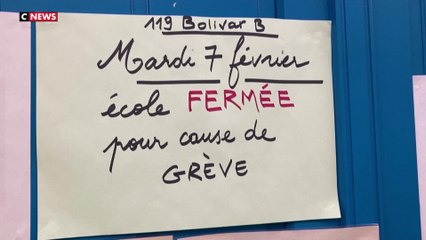 CNEWS
119 Bolivar B
Mardi 7 février
école FERMÉE
pour cause de
GRÈVE